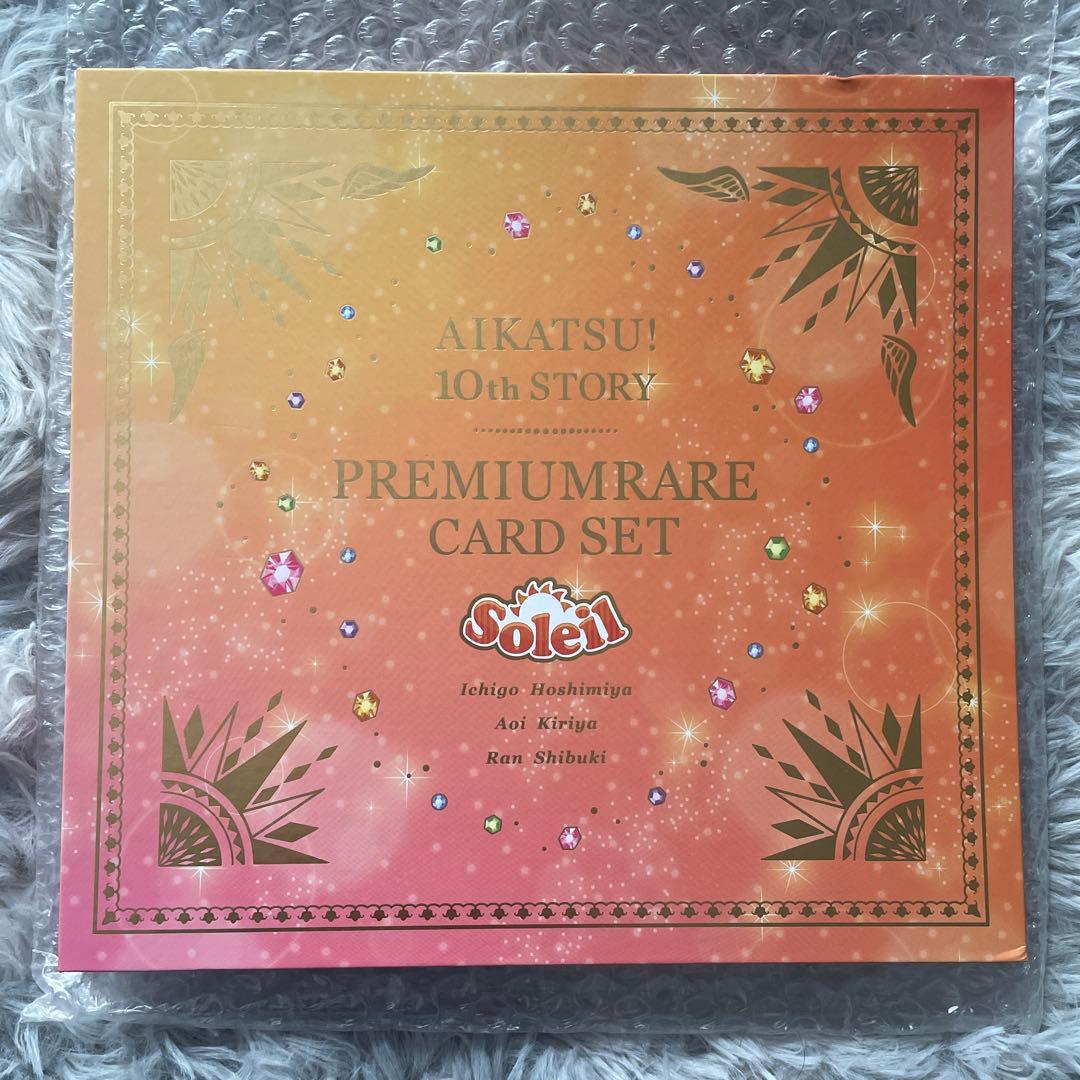 AIKATSU!
10th STORY
PREMIUMRARE
CARD SET
Soleil
Ichigo Hoshimiya
Aoi Kiriya
Ran Shibuki